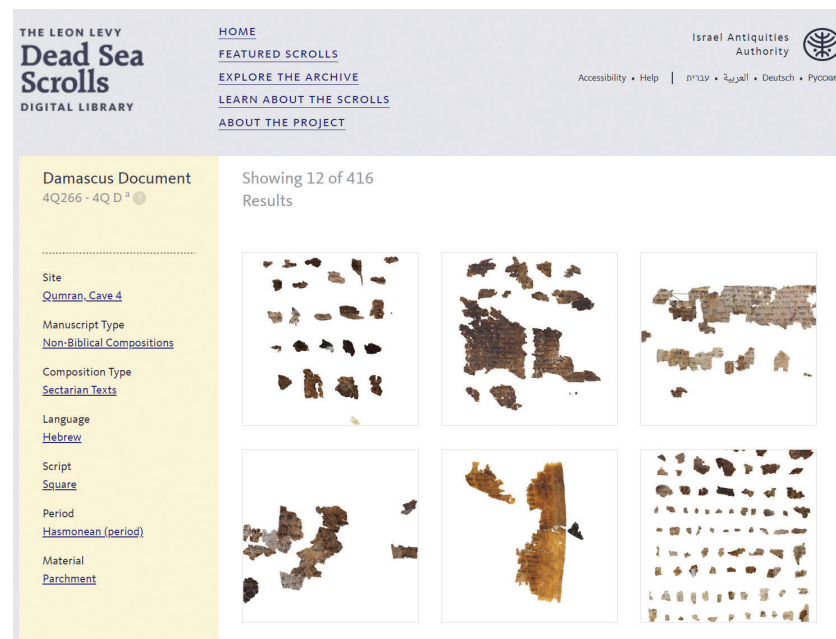 THE LEON LEVY
Dead Sea
Scrolls
DIGITAL LIBRARY
HOME
FEATURED SCROLLS
EXPLORE THE ARCHIVE
LEARN ABOUT THE SCROLLS
ABOUT THE PROJECT
Israel Antiquities
Authority
Accessibility • Help | עברית • العربية • Deutsch • Русский
Damascus Document
4Q266 - 4Q D a
Showing 12 of 416
Results
Site
Qumran, Cave 4
Manuscript Type
Non-Biblical Compositions
Composition Type
Sectarian Texts
Language
Hebrew
Script
Square
Period
Hasmonean (period)
Material
Parchment